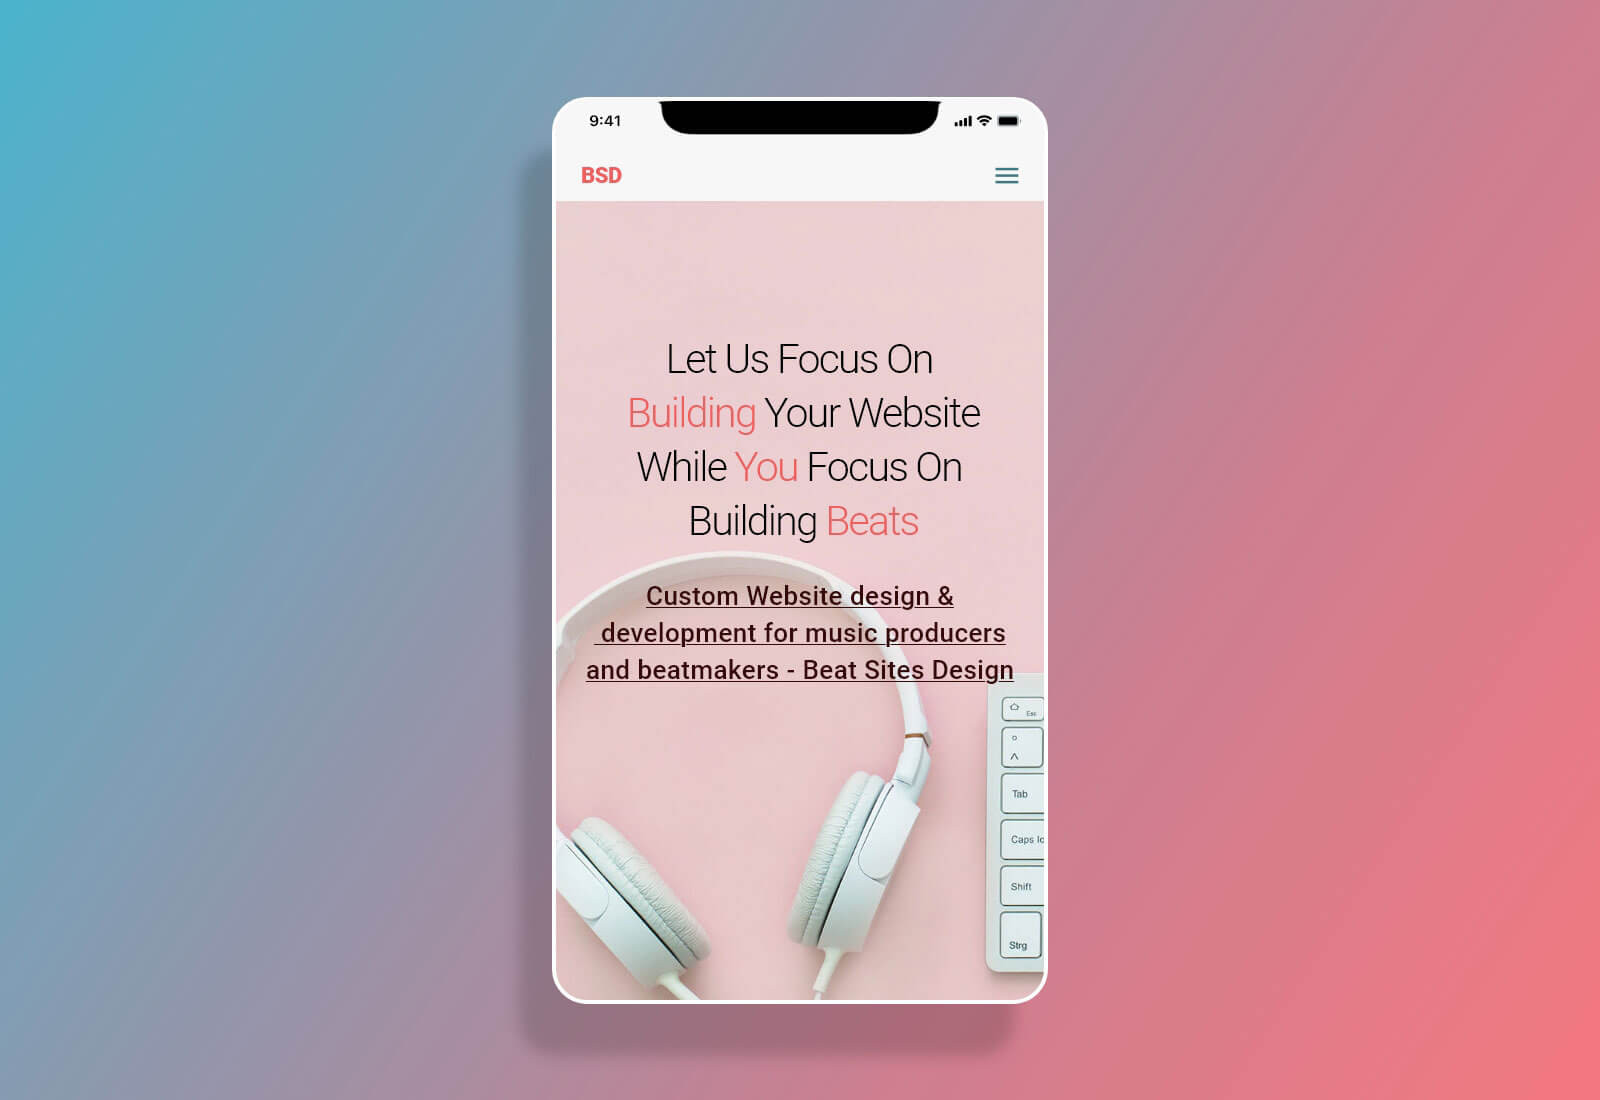 9:41
BSD
Let Us Focus On
Building Your Website
While You Focus On
Building Beats
Custom Website design &
development for music producers
and beatmakers - Beat Sites Design
Esc
Tab
Caps lo
Shift
Strg